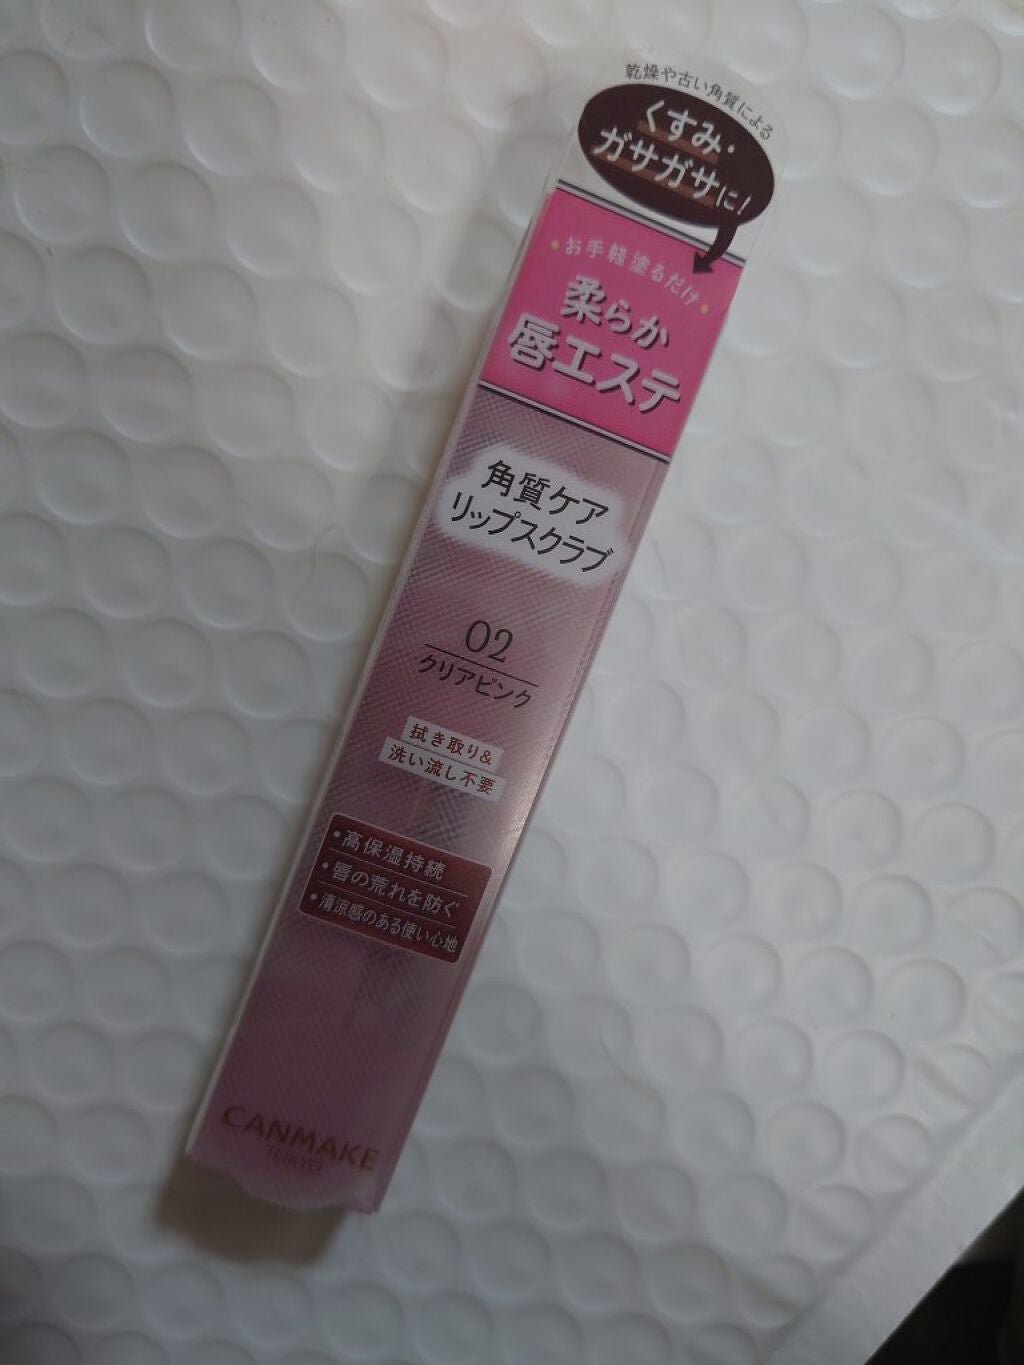 乾燥や古い角質による
くすみ・
ガサガサに!
お手軽塗るだけ
柔らか
唇エステ
角質ケア
リップスクラブ
02
クリアピンク
拭き取り&
洗い流し不要
・高保湿持続
・唇の荒れを防ぐ
・清涼感のある使い心地
CANMAKE
TOKYO